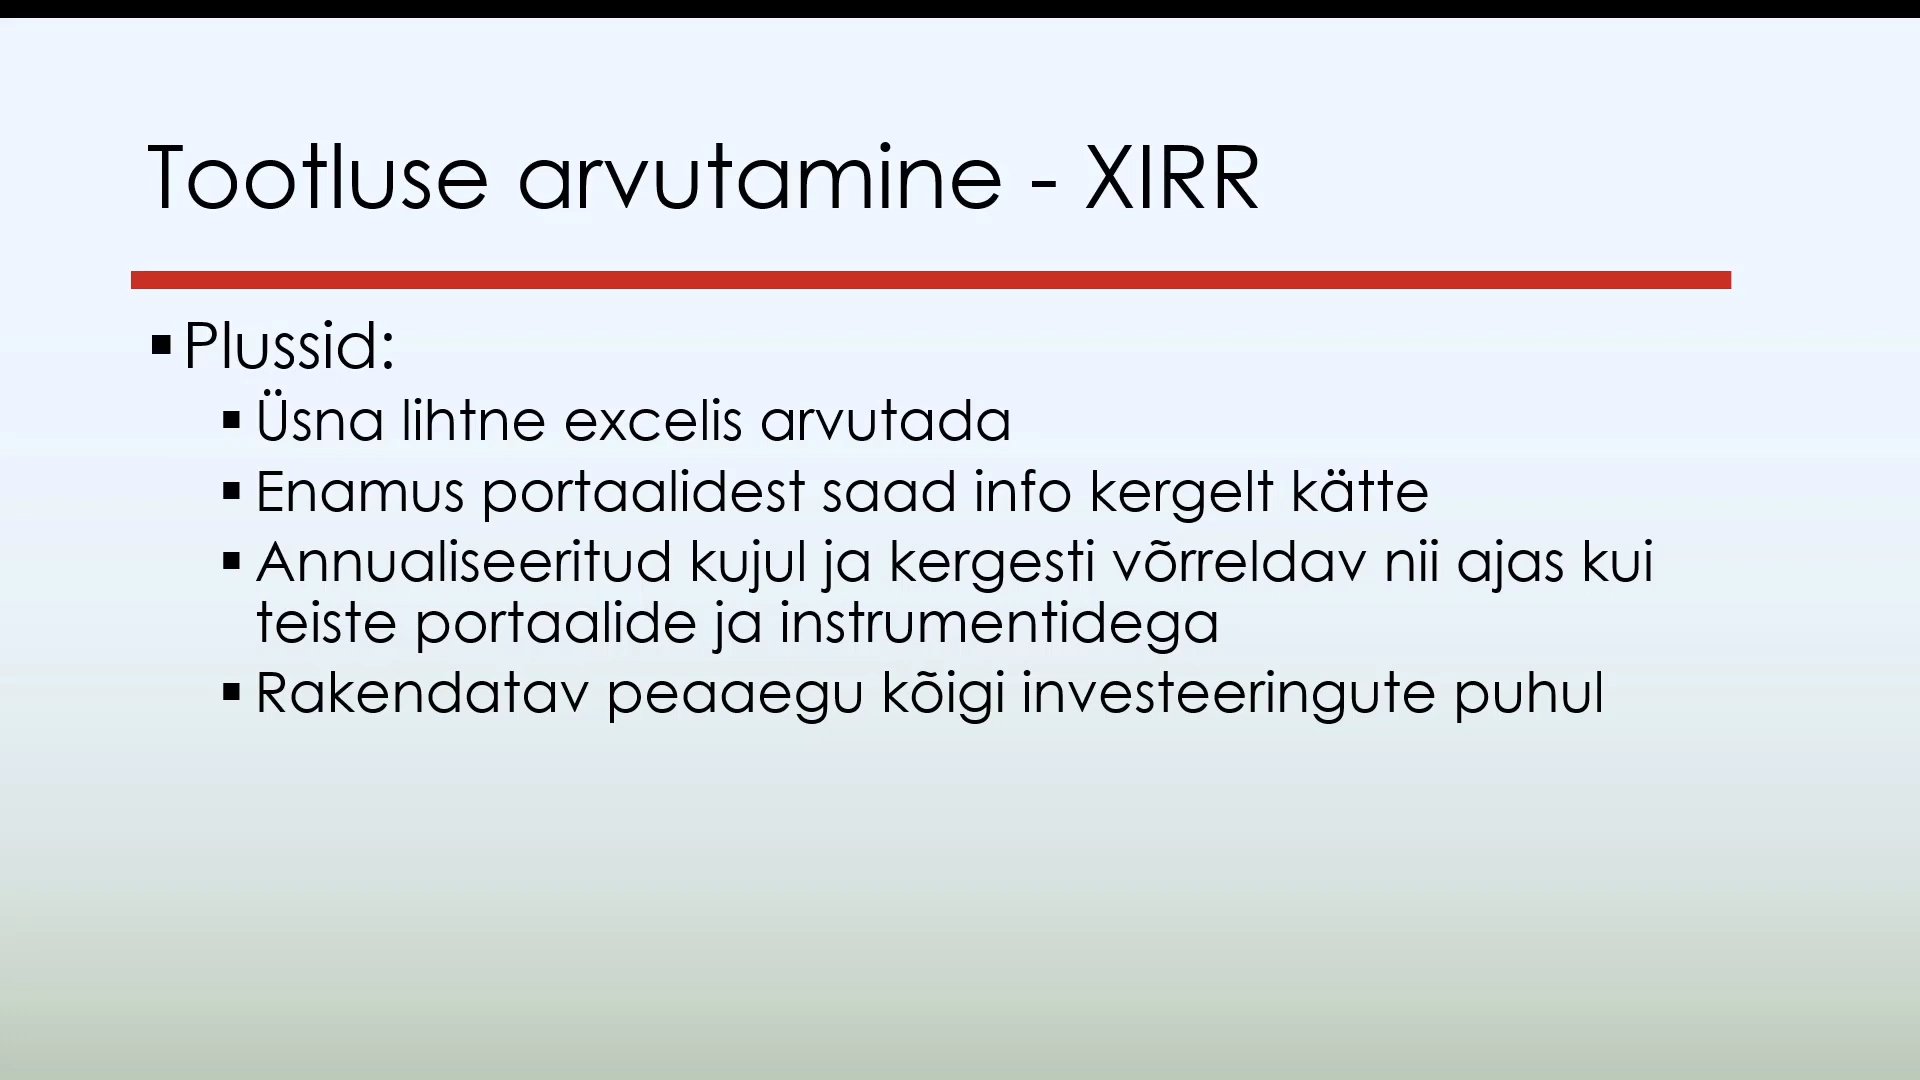 Tootluse arvutamine - XIRR
▪ Plussid:
▪ Üsna lihtne excelis arvutada
▪ Enamus portaalidest saad info kergelt kätte
▪ Annualiseeritud kujul ja kergesti võrreldav nii ajas kui
teiste portaalide ja instrumentidega
▪ Rakendatav peaaegu kõigi investeeringute puhul